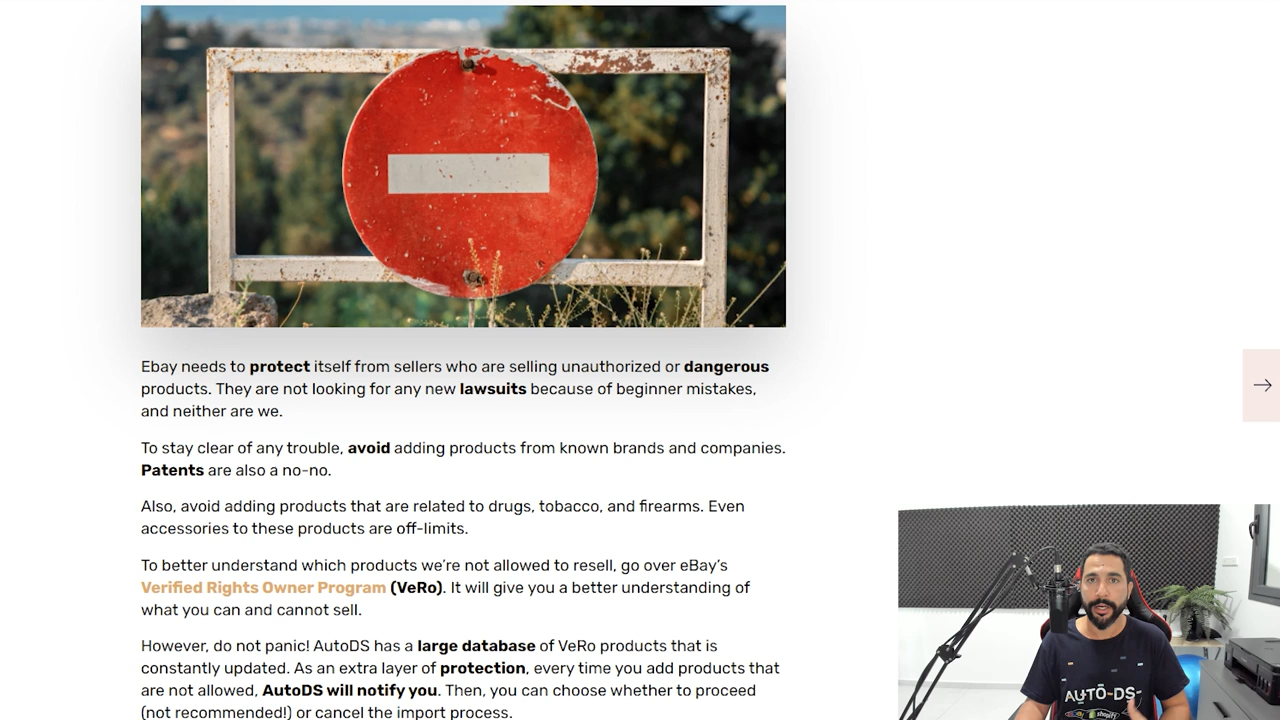 Ebay needs to protect itself from sellers who are selling unauthorized or dangerous
products. They are not looking for any new lawsuits because of beginner mistakes,
and neither are we.
To stay clear of any trouble, avoid adding products from known brands and companies.
Patents are also a no-no.
Also, avoid adding products that are related to drugs, tobacco, and firearms. Even
accessories to these products are off-limits.
To better understand which products we’re not allowed to resell, go over eBay’s
Verified Rights Owner Program (VeRo). It will give you a better understanding of
what you can and cannot sell.
However, do not panic! AutoDS has a large database of VeRo products that is
constantly updated. As an extra layer of protection, every time you add products that
are not allowed, AutoDS will notify you. Then, you can choose whether to proceed
(not recommended!) or cancel the import process.
AUTO-DS-
shopify